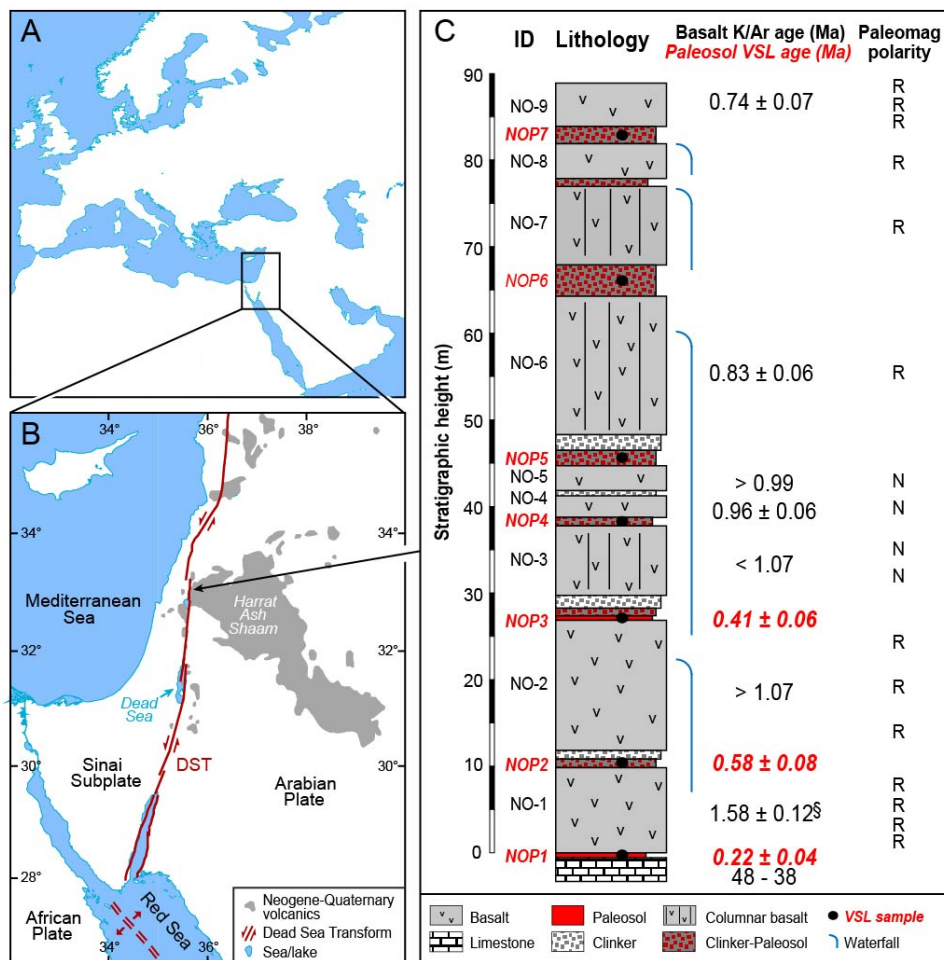 A
B
36°
38°
34°
34°
Mediterranean
Sea
Harrat
Ash
Shaam
32°
32°
Dead
Sea
Sinai
Subplate
DST
Arabian
Plate
30°
30°
28°
African
Plate
Red Sea
34°
36°
Neogene-Quaternary
volcanics
Dead Sea Transform
Sea/lake
C
ID Lithology Basalt K/Ar age (Ma) Paleomag
Paleosol VSL age (Ma) polarity
Stratigraphic height (m)
90
NO-9 0.74 ± 0.07 R
R
R
NOP7
80
NO-8 R
NO-7 R
70
NOP6
60
NO-6 0.83 ± 0.06 R
50
NOP5
NO-5 > 0.99 N
NO-4 0.96 ± 0.06 N
40
NOP4
NO-3 < 1.07 N
N
30
NOP3 0.41 ± 0.06
R
20
NO-2 > 1.07 R
R
10
NOP2 0.58 ± 0.08
NO-1 1.58 ± 0.12§ R
R
R
R
0
NOP1 0.22 ± 0.04
48 - 38
Basalt Paleosol Columnar basalt VSL sample
Limestone Clinker Clinker-Paleosol Waterfall